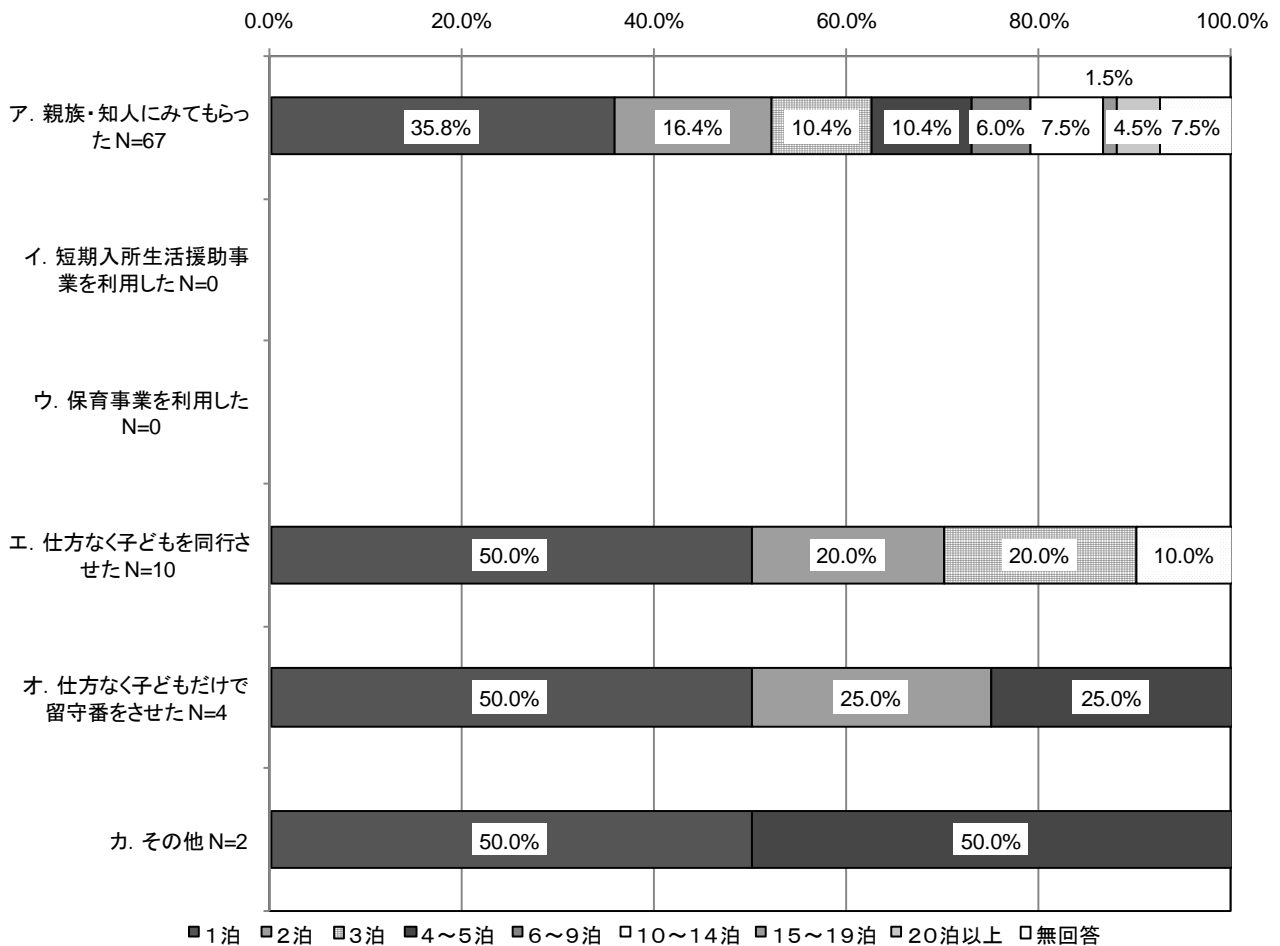 0.0% 20.0% 40.0% 60.0% 80.0% 100.0%
1.5%
ア．親族・知人にみてもらっ
た N=67
35.8% 16.4% 10.4% 10.4% 6.0% 7.5% 4.5% 7.5%
イ．短期入所生活援助事
業を利用した N=0
ウ．保育事業を利用した
N=0
エ．仕方なく子どもを同行さ
せた N=10
50.0% 20.0% 20.0% 10.0%
オ．仕方なく子どもだけで
留守番をさせた N=4
50.0% 25.0% 25.0%
カ．その他 N=2
50.0% 50.0%
１泊 ２泊 ３泊 ４～５泊 ６～９泊 １０～１４泊 １５～１９泊 ２０泊以上 無回答